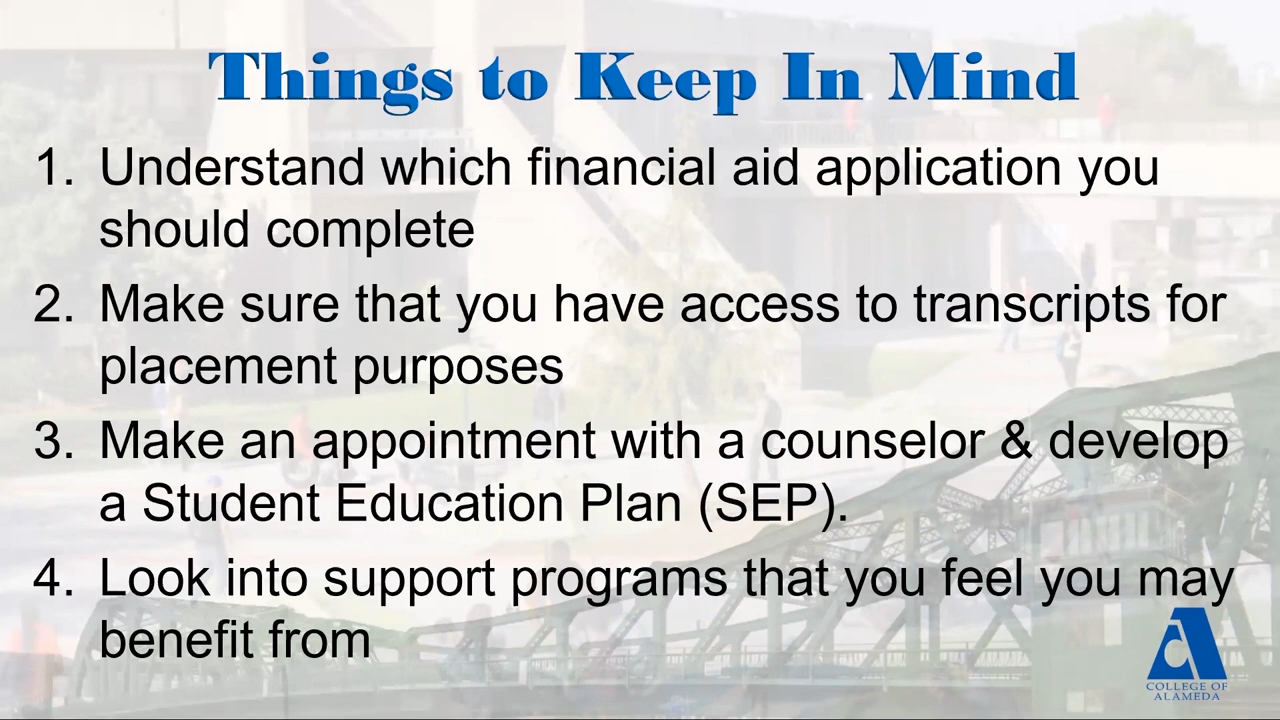 Things to Keep In Mind
1. Understand which financial aid application you
should complete
2. Make sure that you have access to transcripts for
placement purposes
3. Make an appointment with a counselor & develop
a Student Education Plan (SEP).
4. Look into support programs that you feel you may
benefit from
COLLEGE OF
ALAMEDA